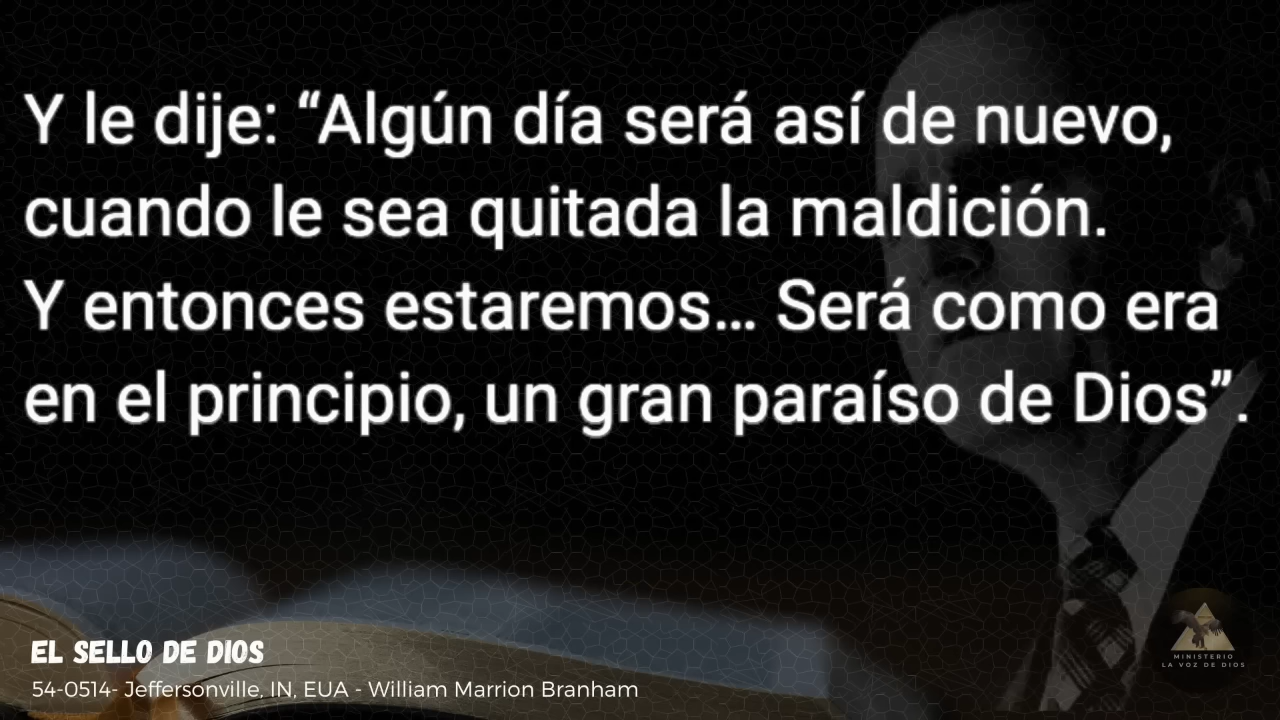 Y le dije: “Algún día será así de nuevo,
cuando le sea quitada la maldición.
Y entonces estaremos... Será como era
en el principio, un gran paraíso de Dios”.
EL SELLO DE DIOS
54-0514- Jeffersonville, IN, EUA - William Marrion Branham
MINISTERIO
LA VOZ DE DIOS